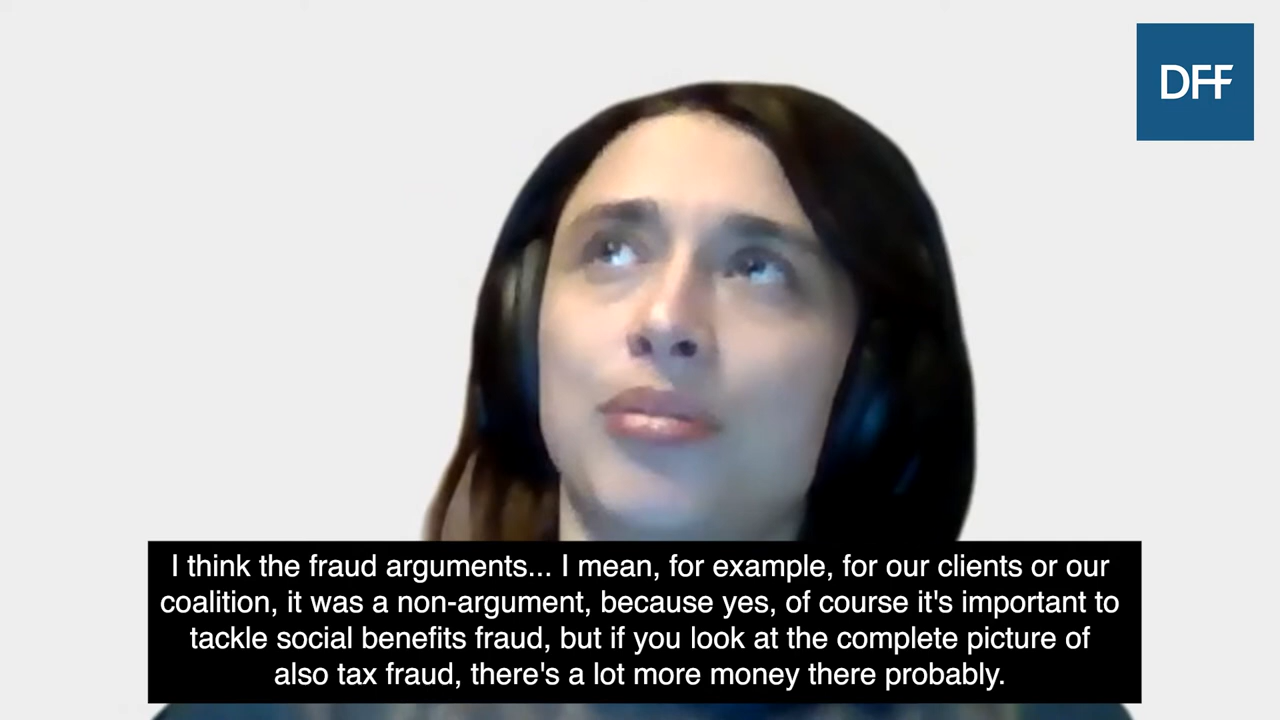 DFF
I think the fraud arguments... I mean, for example, for our clients or our
coalition, it was a non-argument, because yes, of course it's important to
tackle social benefits fraud, but if you look at the complete picture of
also tax fraud, there's a lot more money there probably.